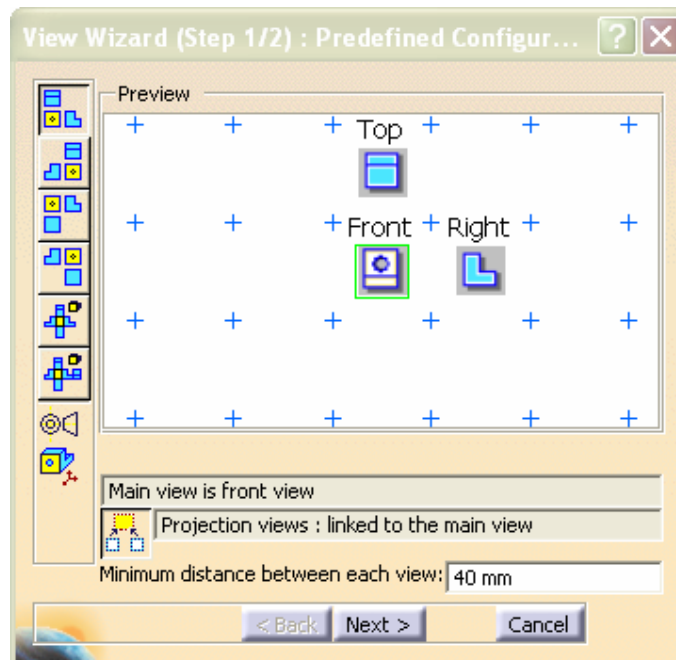 View Wizard (Step 1/2) : Predefined Configur...
Preview
Top
Front
Right
Main view is front view
Projection views : linked to the main view
Minimum distance between each view: 40 mm
< Back
Next >
Cancel